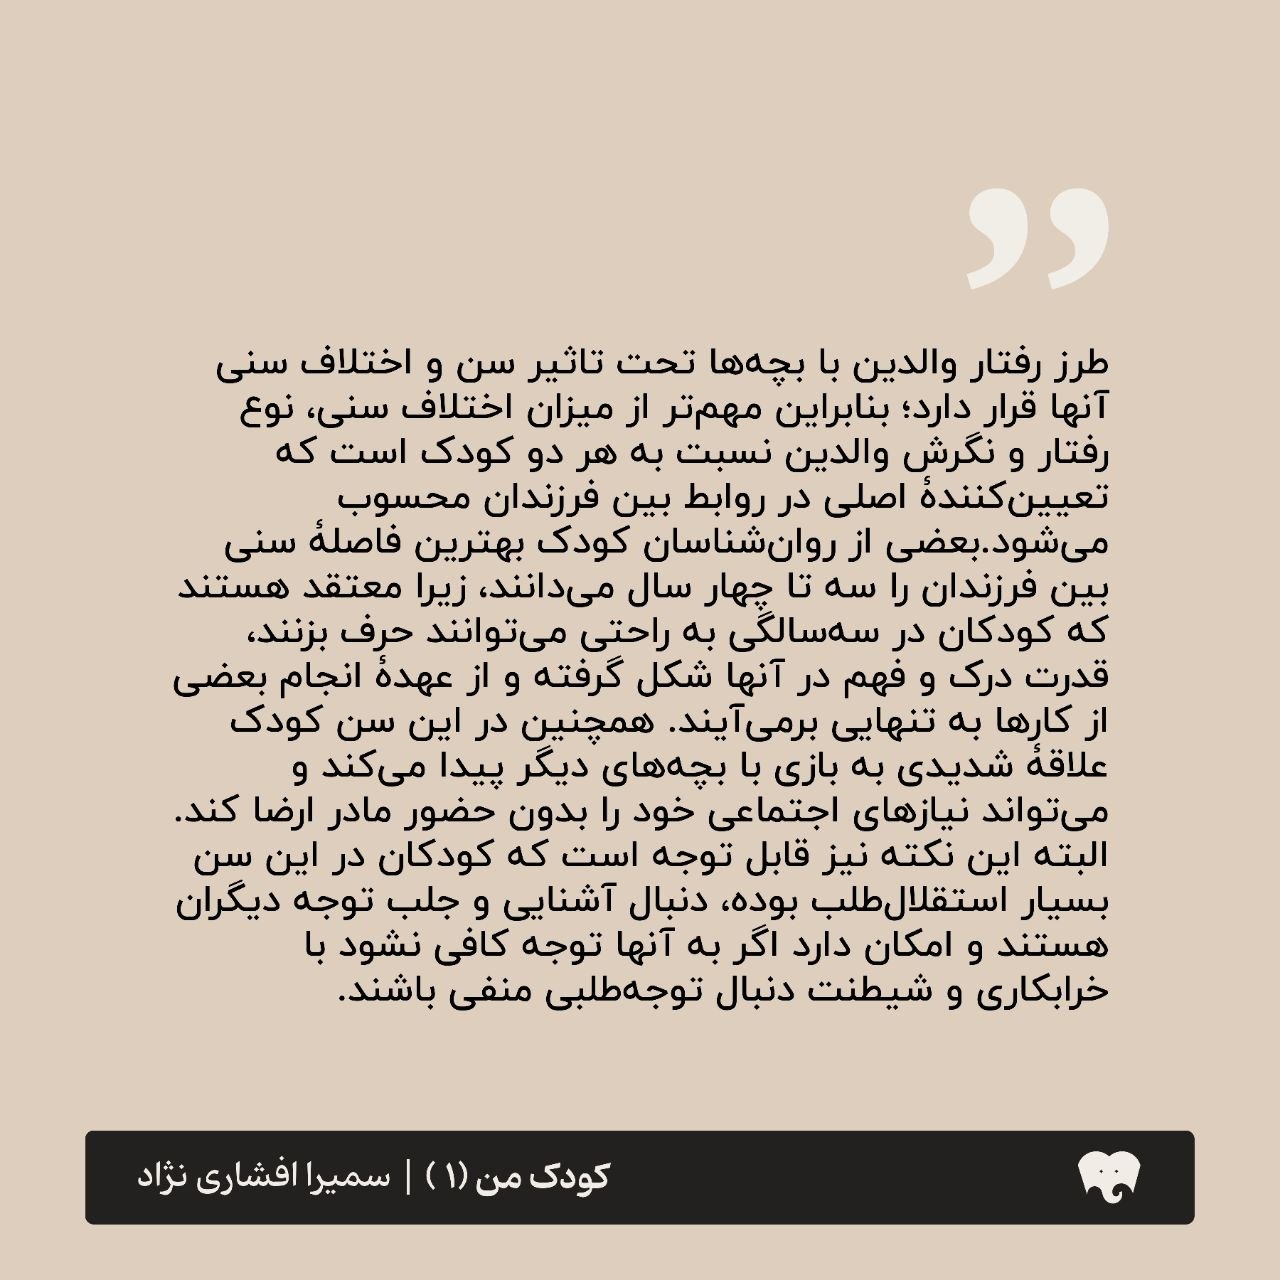 ”
طرز رفتار والدین با بچه‌ها تحت تاثیر سن و اختلاف سنی
آنها قرار دارد؛ بنابراین مهم‌تر از میزان اختلاف سنی، نوع
رفتار و نگرش والدین نسبت به هر دو کودک است که
تعیین‌کنندهٔ اصلی در روابط بین فرزندان محسوب
می‌شود.بعضی از روان‌شناسان کودک بهترین فاصلهٔ سنی
بین فرزندان را سه تا چهار سال می‌دانند، زیرا معتقد هستند
که کودکان در سه‌سالگی به راحتی می‌توانند حرف بزنند،
قدرت درک و فهم در آنها شکل گرفته و از عهدهٔ انجام بعضی
از کارها به تنهایی برمی‌آیند. همچنین در این سن کودک
علاقهٔ شدیدی به بازی با بچه‌های دیگر پیدا می‌کند و
می‌تواند نیازهای اجتماعی خود را بدون حضور مادر ارضا کند.
البته این نکته نیز قابل توجه است که کودکان در این سن
بسیار استقلال‌طلب بوده، دنبال آشنایی و جلب توجه دیگران
هستند و امکان دارد اگر به آنها توجه کافی نشود با
خرابکاری و شیطنت دنبال توجه‌طلبی منفی باشند.
کودک من (۱) | سمیرا افشاری نژاد